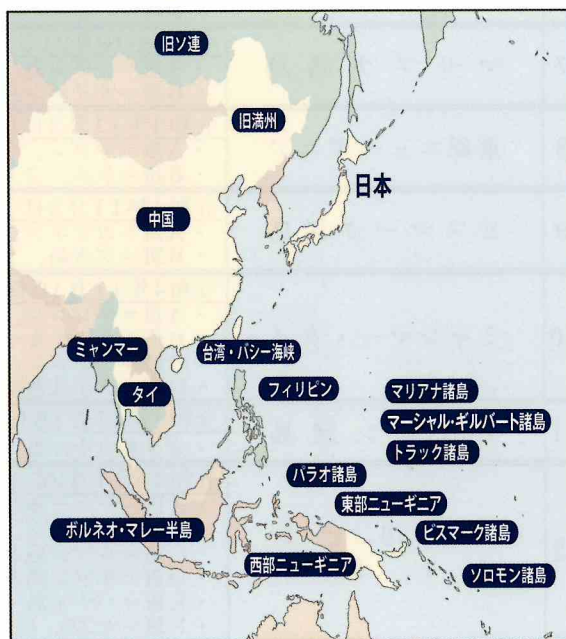 旧ソ連
旧満州
日本
中国
ミャンマー
台湾・バシー海峡
タイ
フィリピン
マリアナ諸島
マーシャル・ギルバート諸島
トラック諸島
パラオ諸島
東部ニューギニア
ボルネオ・マレー半島
ビスマーク諸島
西部ニューギニア
ソロモン諸島